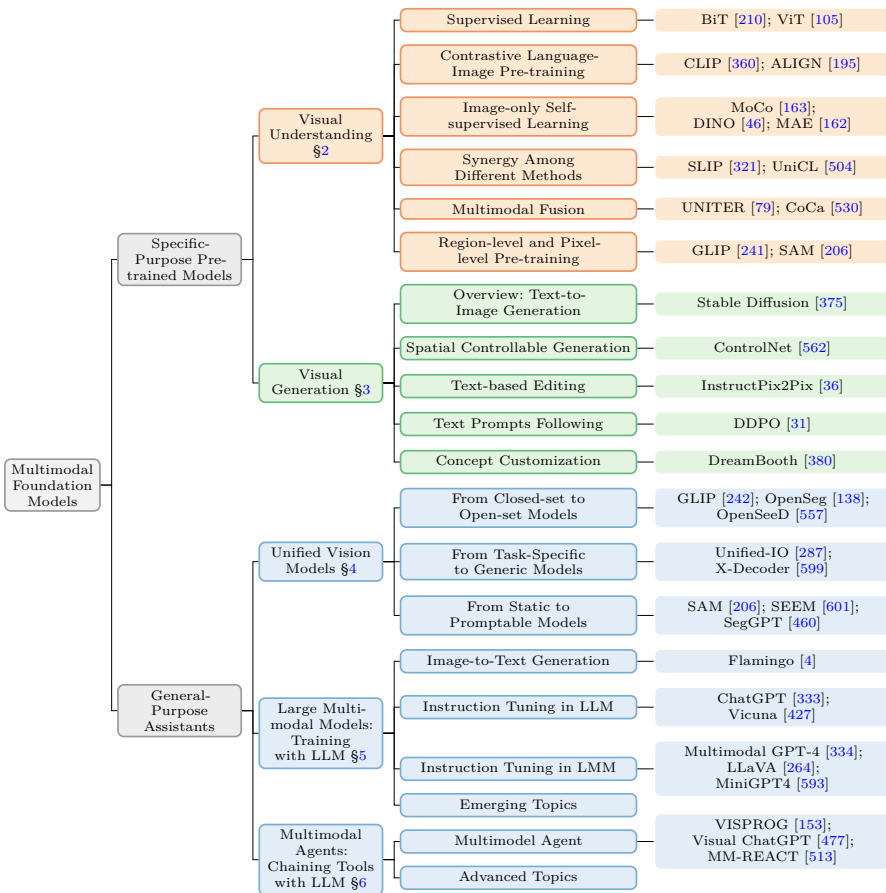 Multimodal
Foundation
Models
Specific-
Purpose Pre-
trained Models
Visual
Understanding
§2
Supervised Learning
BiT [210]; ViT [105]
Contrastive Language-
Image Pre-training
CLIP [360]; ALIGN [195]
Image-only Self-
supervised Learning
MoCo [163];
DINO [46]; MAE [162]
Synergy Among
Different Methods
SLIP [321]; UniCL [504]
Multimodal Fusion
UNITER [79]; CoCa [530]
Region-level and Pixel-
level Pre-training
GLIP [241]; SAM [206]
Visual
Generation §3
Overview: Text-to-
Image Generation
Stable Diffusion [375]
Spatial Controllable Generation
ControlNet [562]
Text-based Editing
InstructPix2Pix [36]
Text Prompts Following
DDPO [31]
Concept Customization
DreamBooth [380]
General-
Purpose
Assistants
Unified Vision
Models §4
From Closed-set to
Open-set Models
GLIP [242]; OpenSeg [138];
OpenSeeD [557]
From Task-Specific
to Generic Models
Unified-IO [287];
X-Decoder [599]
From Static to
Promptable Models
SAM [206]; SEEM [601];
SegGPT [460]
Large Multi-
modal Models:
Training
with LLM §5
Image-to-Text Generation
Flamingo [4]
Instruction Tuning in LLM
ChatGPT [333];
Vicuna [427]
Instruction Tuning in LMM
Multimodal GPT-4 [334];
LLaVA [264];
MiniGPT4 [593]
Emerging Topics
Multimodal
Agents:
Chaining Tools
with LLM §6
Multimodel Agent
VISPROG [153];
Visual ChatGPT [477];
MM-REACT [513]
Advanced Topics